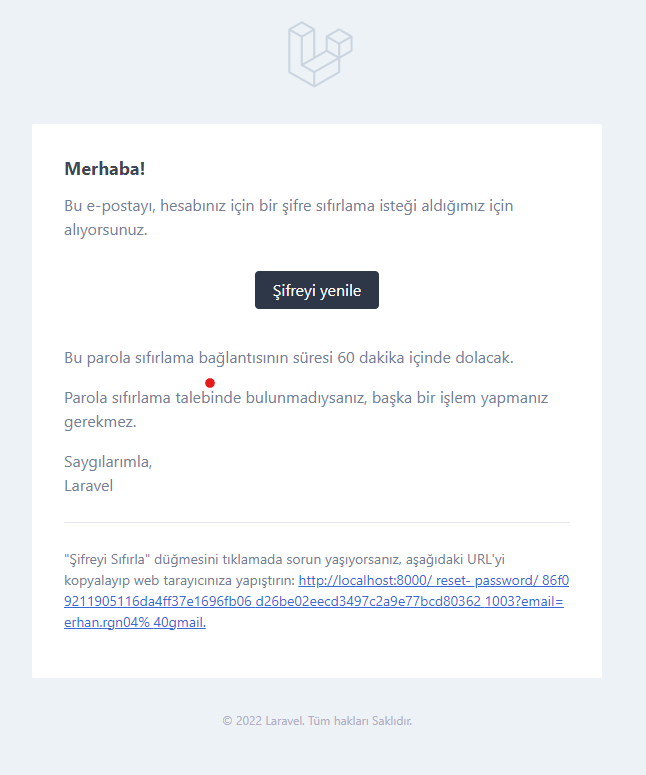 Merhaba!
Bu e-postayı, hesabınız için bir şifre sıfırlama isteği aldığımız için
alıyorsunuz.
Şifreyi yenile
Bu parola sıfırlama bağlantısının süresi 60 dakika içinde dolacak.
Parola sıfırlama talebinde bulunmadıysanız, başka bir işlem yapmanız
gerekmez.
Saygılarımla,
Laravel
"Şifreyi Sıfırla" düğmesini tıklamada sorun yaşıyorsanız, aşağıdaki URL'yi
kopyalayıp web tarayıcınıza yapıştırın: http://localhost:8000/ reset- password/ 86f0
9211905116da4ff37e1696fb06 d26be02eecd3497c2a9e77bcd80362 1003?email=
erhan.rgn04% 40gmail.
© 2022 Laravel. Tüm hakları Saklıdır.